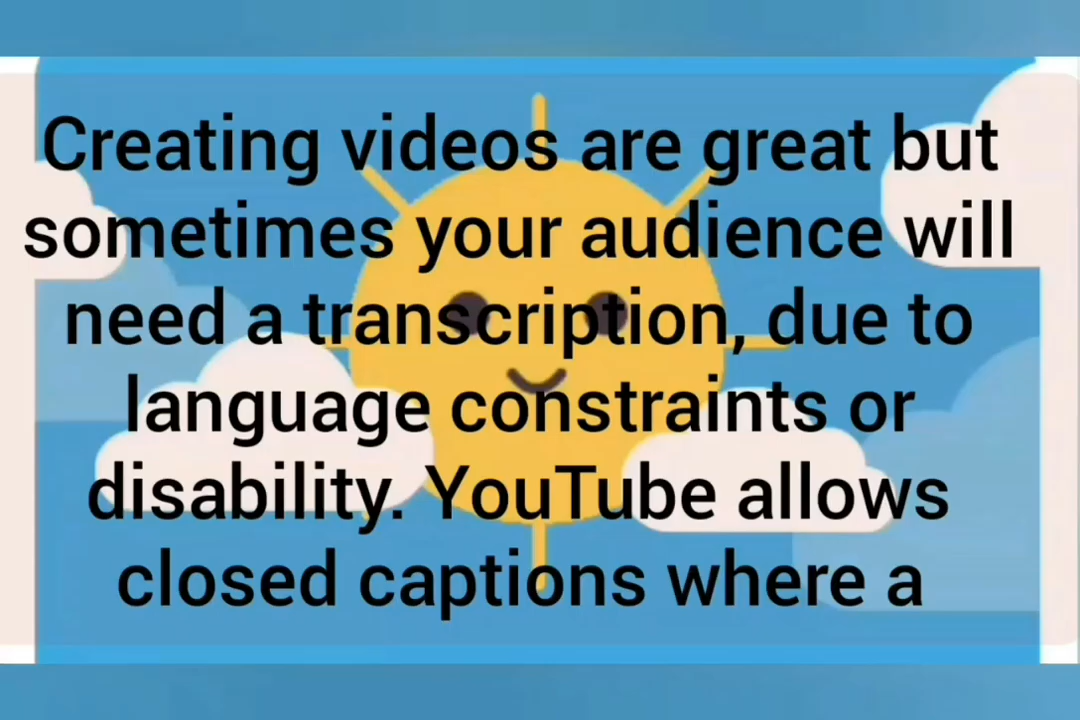 Creating videos are great but
sometimes your audience will
need a transcription, due to
language constraints or
disability. YouTube allows
closed captions where a